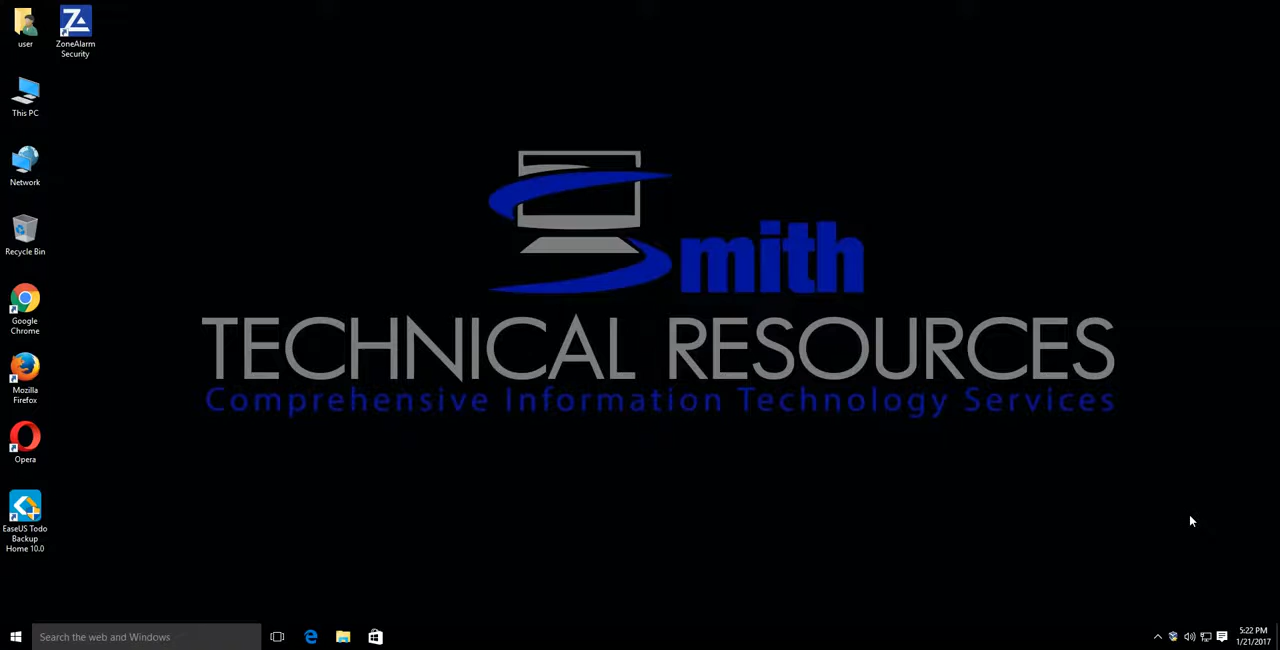 user
ZoneAlarm
Security
This PC
Network
Recycle Bin
Google
Chrome
Mozilla
Firefox
Opera
EaseUS Todo
Backup
Home 10.0
Smith
TECHNICAL RESOURCES
Comprehensive Information Technology Services
Search the web and Windows
5:22 PM
1/21/2017